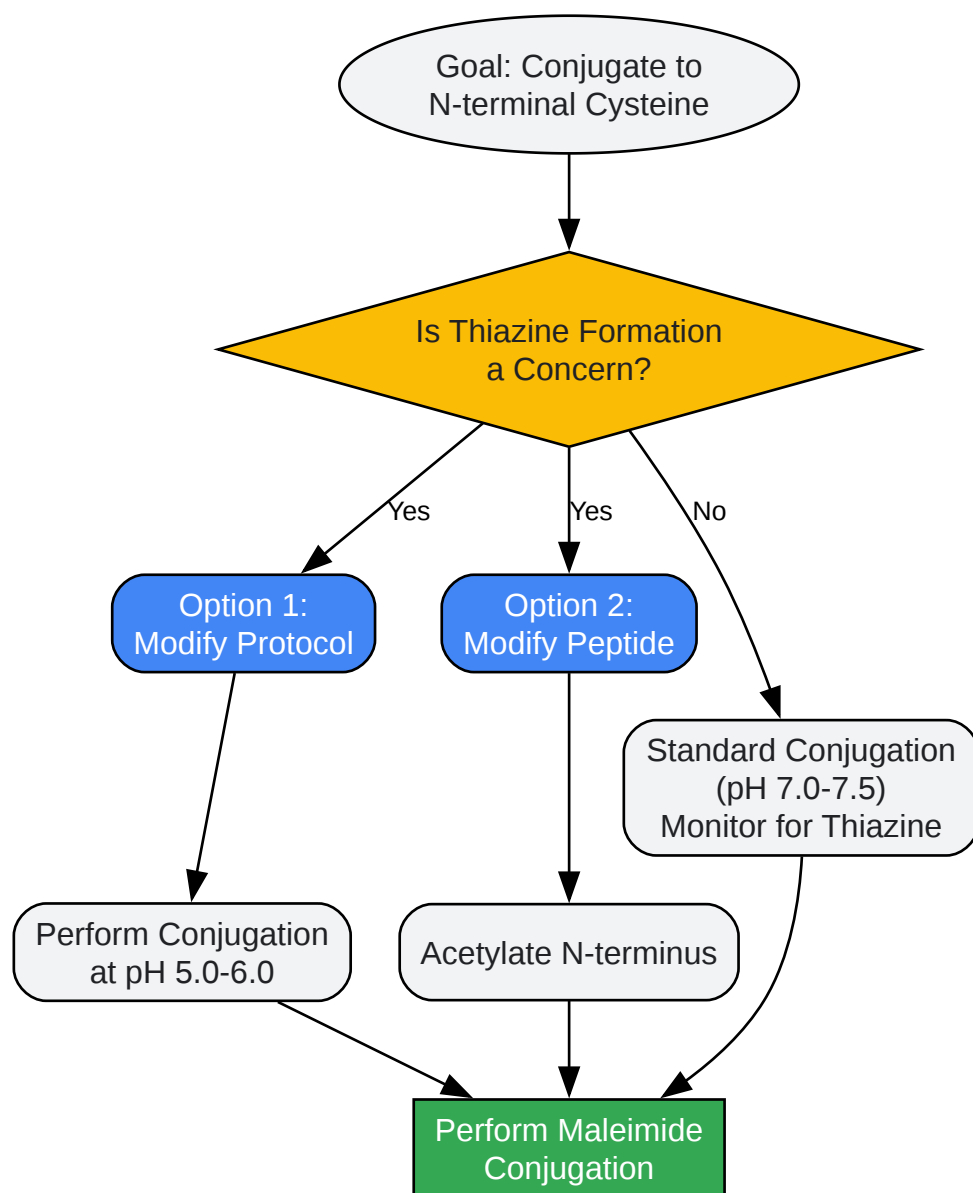 Goal: Conjugate to
N-terminal Cysteine
Is Thiazine Formation
a Concern?
Yes
Yes
No
Option 1:
Modify Protocol
Option 2:
Modify Peptide
Standard Conjugation
(pH 7.0-7.5)
Monitor for Thiazine
Perform Conjugation
at pH 5.0-6.0
Acetylate N-terminus
Perform Maleimide
Conjugation